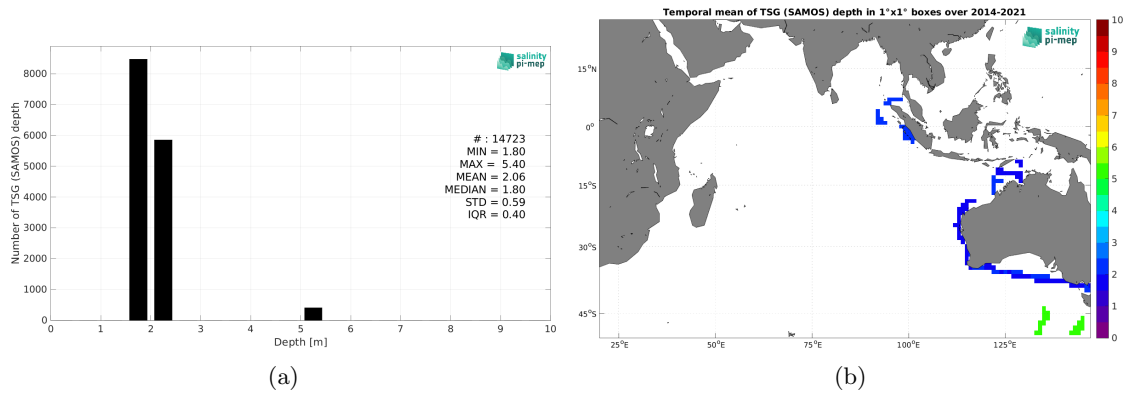 salinity
pi-mep
Number of TSG (SAMOS) depth
8000
7000
6000
5000
4000
3000
2000
1000
0
# : 14723
MIN = 1.80
MAX = 5.40
MEAN = 2.06
MEDIAN = 1.80
STD = 0.59
IQR = 0.40
0 1 2 3 4 5 6 7 8 9 10
Depth [m]
(a)
Temporal mean of TSG (SAMOS) depth in 1°x1° boxes over 2014-2021
salinity
pi-mep
15°N
0°
15°S
30°S
45°S
25°E 50°E 75°E 100°E 125°E
10
9
8
7
6
5
4
3
2
1
0
(b)